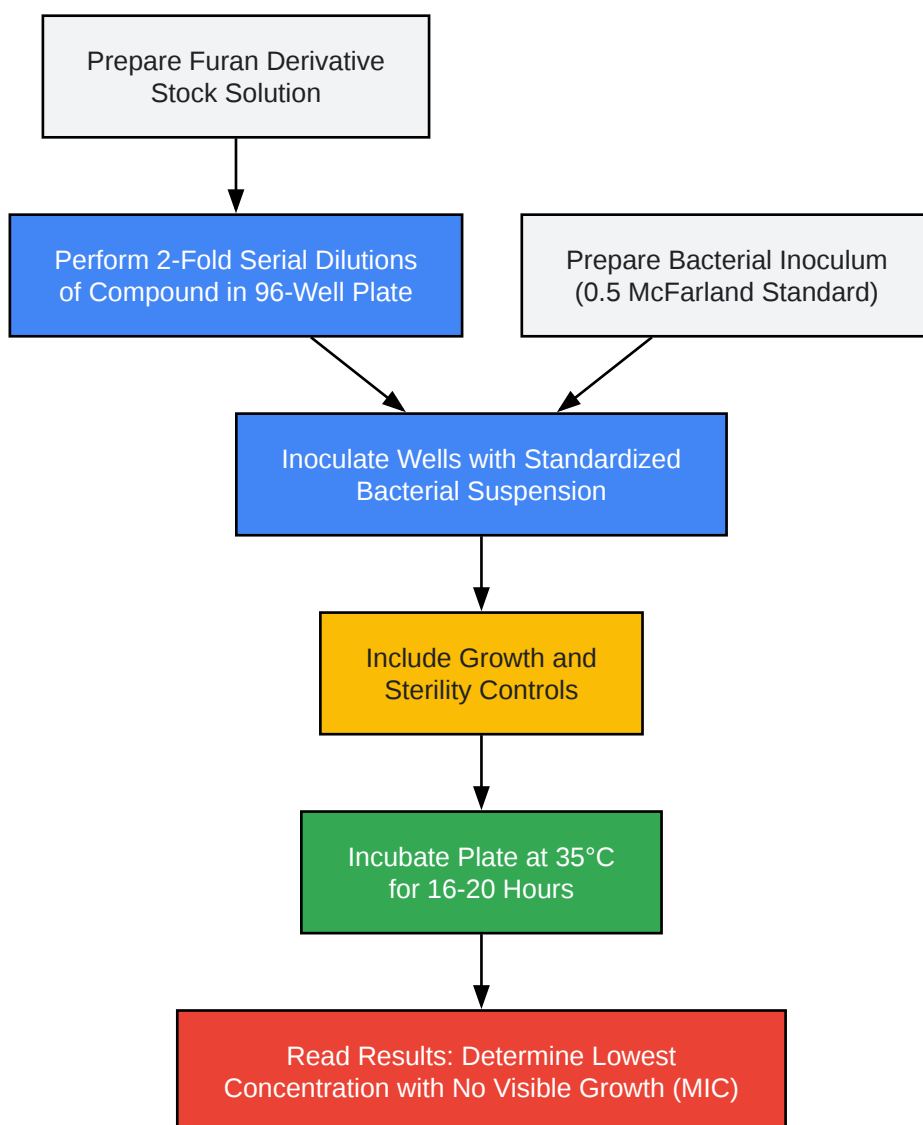 Prepare Furan Derivative
Stock Solution
Perform 2-Fold Serial Dilutions
of Compound in 96-Well Plate
Prepare Bacterial Inoculum
(0.5 McFarland Standard)
Inoculate Wells with Standardized
Bacterial Suspension
Include Growth and
Sterility Controls
Incubate Plate at 35°C
for 16-20 Hours
Read Results: Determine Lowest
Concentration with No Visible Growth (MIC)